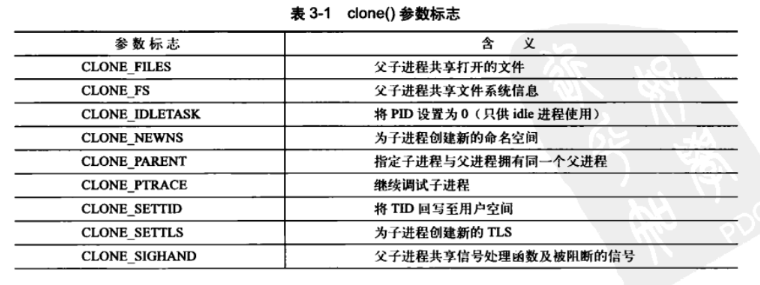 表 3-1 clone() 参数标志
参数标志 含 义
CLONE_FILES 父子进程共享打开的文件
CLONE_FS 父子进程共享文件系统信息
CLONE_IDLETASK 将 PID 设置为 0（只供 idle 进程使用）
CLONE_NEWNS 为子进程创建新的命名空间
CLONE_PARENT 指定子进程与父进程拥有同一个父进程
CLONE_PTRACE 继续调试子进程
CLONE_SETTID 将 TID 回写至用户空间
CLONE_SETTLS 为子进程创建新的 TLS
CLONE_SIGHAND 父子进程共享信号处理函数及被阻断的信号